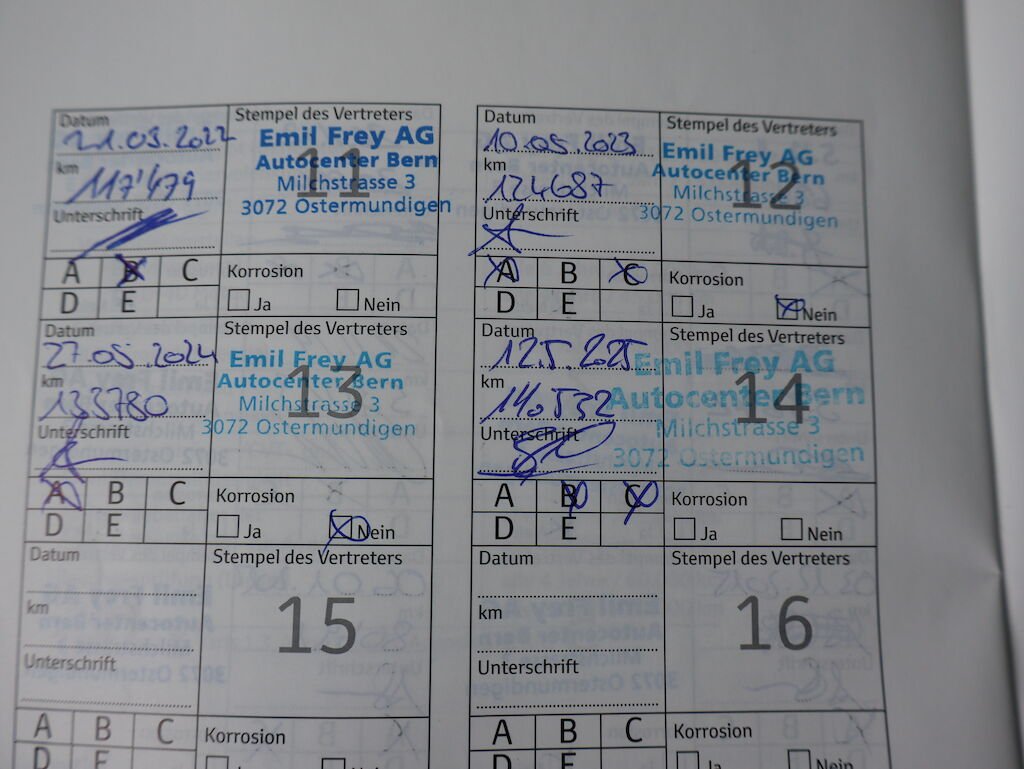 Datum
21.03.2022
km
117'479
Unterschrift
Stempel des Vertreters
11
Emil Frey AG
Autocenter Bern
Milchstrasse 3
3072 Ostermundigen
A B C
D E
Korrosion
Ja Nein
Datum
10.05.2023
km
124687
Unterschrift
Stempel des Vertreters
12
Emil Frey AG
Autocenter Bern
Milchstrasse 3
3072 Ostermundigen
A B C
D E
Korrosion
Ja Nein
Datum
27.05.2024
km
133780
Unterschrift
Stempel des Vertreters
13
Emil Frey AG
Autocenter Bern
Milchstrasse 3
3072 Ostermundigen
A B C
D E
Korrosion
Ja Nein
Datum
12.5.2025
km
Unterschrift
Stempel des Vertreters
14
Emil Frey AG
Autocenter Bern
Milchstrasse 3
3072 Ostermundigen
A B C
D E
Korrosion
Ja Nein
Datum
km
Unterschrift
Stempel des Vertreters
15
A B C
D E
Korrosion
Ja Nein
Datum
km
Unterschrift
Stempel des Vertreters
16
A B C
D E
Korrosion
Ja Nein